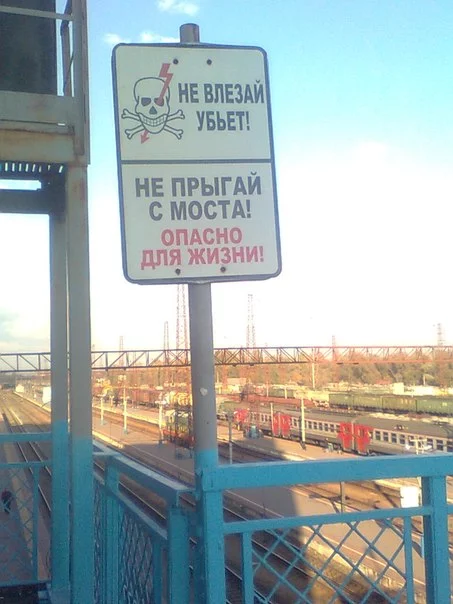 НЕ ВЛЕЗАЙ
УБЬЕТ!
НЕ ПРЫГАЙ
С МОСТА!
ОПАСНО
ДЛЯ ЖИЗНИ!